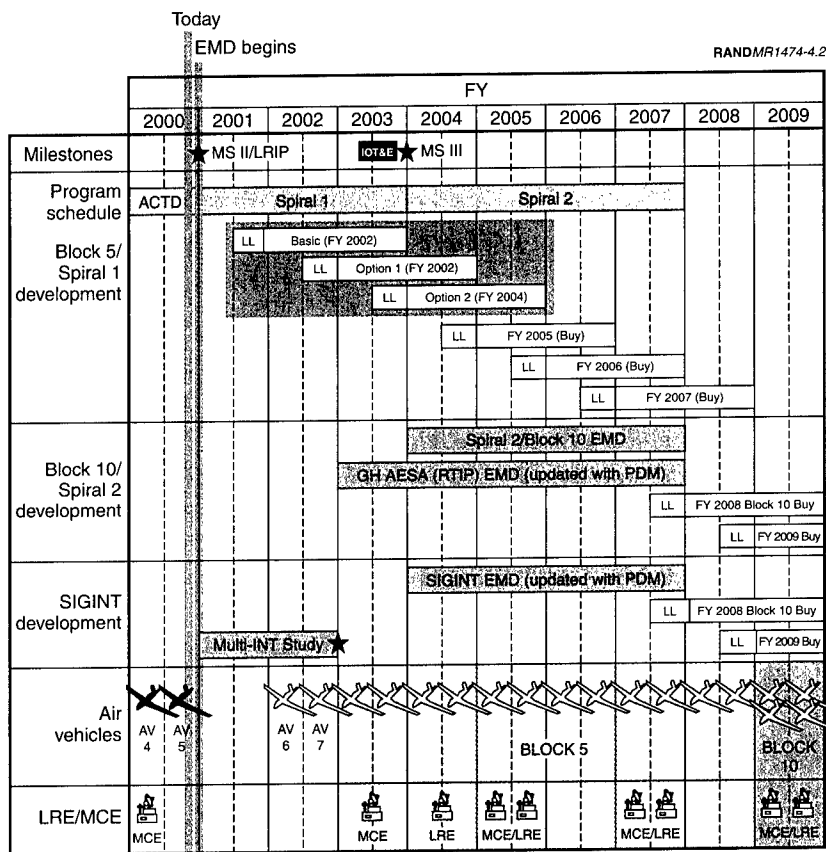 Today
EMD begins
RANDMR1474-4.2
FY
2000 2001 2002 2003 2004 2005 2006 2007 2008 2009
Milestones
MS II/LRIP
IOT&E
MS III
Program
schedule
ACTD
Spiral 1
Spiral 2
Block 5/
Spiral 1
development
LL Basic (FY 2002)
LL Option 1 (FY 2002)
LL Option 2 (FY 2004)
LL FY 2005 (Buy)
LL FY 2006 (Buy)
LL FY 2007 (Buy)
Block 10/
Spiral 2
development
Spiral 2/Block 10 EMD
GH AESA (RTIP) EMD (updated with PDM)
LL FY 2008 Block 10 Buy
LL FY 2009 Buy
SIGINT
development
SIGINT EMD (updated with PDM)
LL FY 2008 Block 10 Buy
Multi-INT Study
LL FY 2009 Buy
Air
vehicles
AV
4
AV
5
AV
6
AV
7
BLOCK 5
BLOCK
10
LRE/MCE
MCE
MCE
LRE
MCE/LRE
MCE/LRE
MCE/LRE